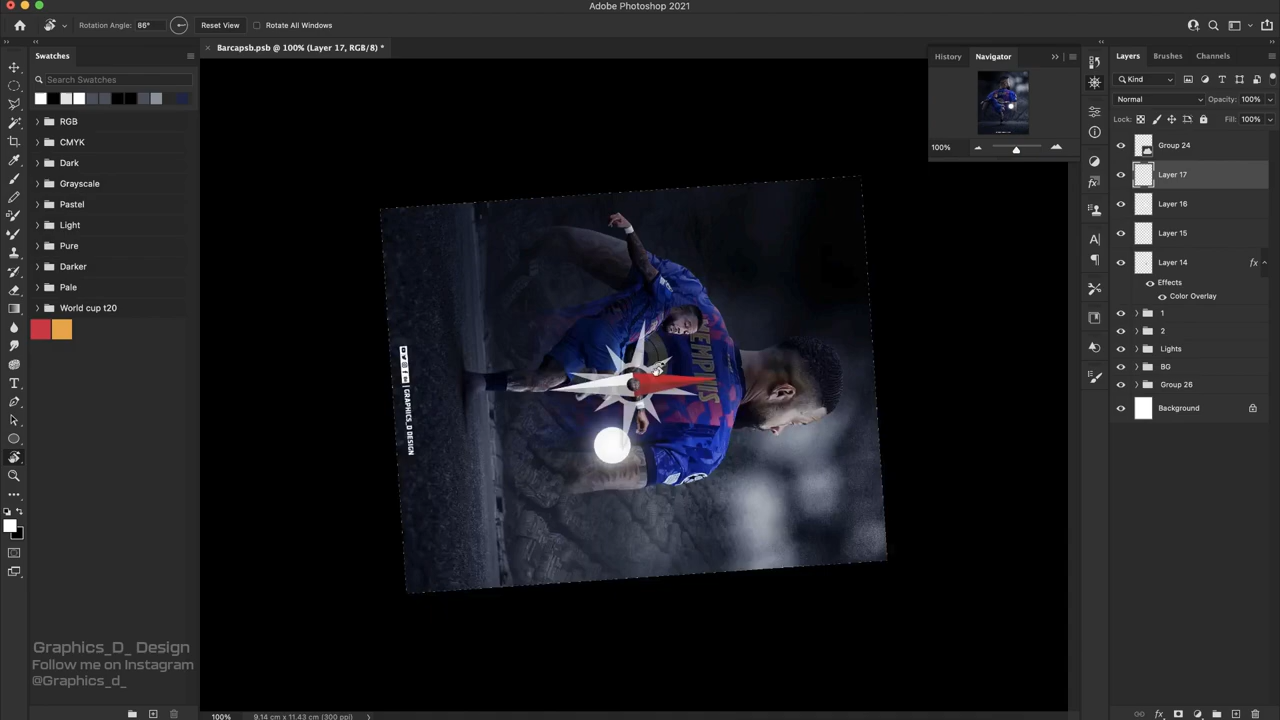 Adobe Photoshop 2021
Rotation Angle: 86° Reset View Rotate All Windows
Swatches
Barcapsb.psb @ 100% (Layer 17, RGB/8) *
History Navigator
Layers Brushes Channels
Search Swatches
Kind
Normal Opacity: 100%
Lock: Fill: 100%
RGB
CMYK
Dark
Grayscale
Pastel
Light
Pure
Darker
Pale
World cup t20
100%
Group 24
Layer 17
Layer 16
Layer 15
Layer 14 fx
Effects
Color Overlay
1
2
Lights
BG
Group 26
Background
MEMPHIS
| GRAPHICS_D DESIGN
Graphics_D_ Design
Follow me on Instagram
@Graphics_d_
100% 9.14 cm x 11.43 cm (300 ppi)